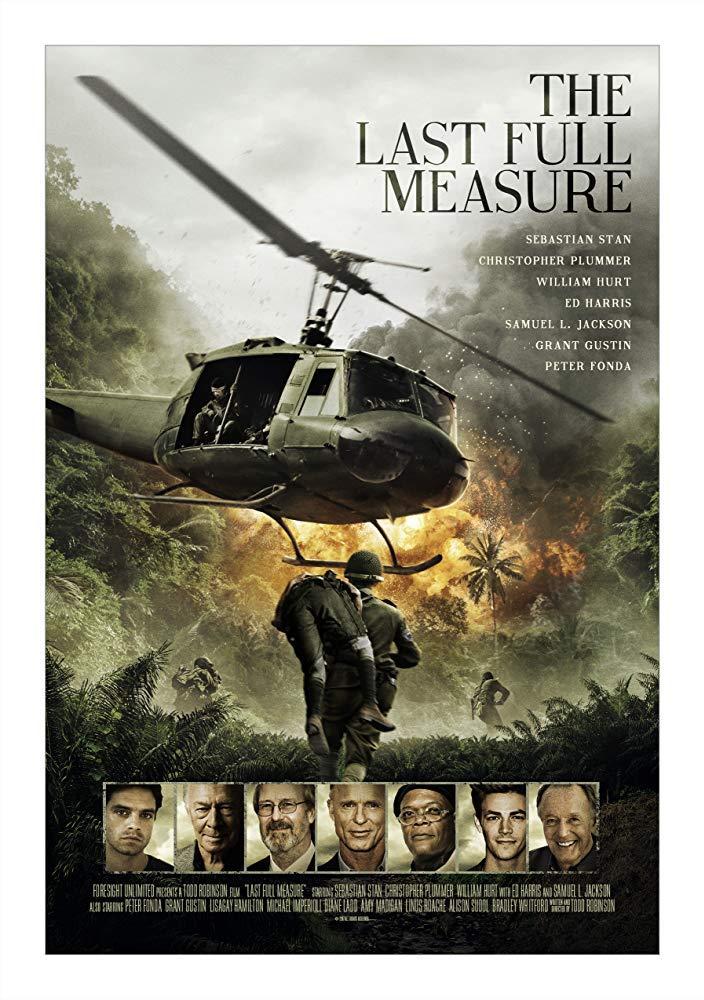 THE
LAST FULL
MEASURE
SEBASTIAN STAN
CHRISTOPHER PLUMMER
WILLIAM HURT
ED HARRIS
SAMUEL L. JACKSON
GRANT GUSTIN
PETER FONDA
FORESIGHT UNLIMITED PRESENTS A TODD ROBINSON FILM "LAST FULL MEASURE" STARRING SEBASTIAN STAN CHRISTOPHER PLUMMER WILLIAM HURT WITH ED HARRIS AND SAMUEL L. JACKSON
ALSO STARRING PETER FONDA GRANT GUSTIN LISAGAY HAMILTON MICHAEL IMPERIOLI DIANE LADD AMY MADIGAN LINUS ROACHE ALISON SUDOL BRADLEY WHITFORD WRITTEN AND DIRECTED BY TODD ROBINSON
ALL RIGHTS RESERVED